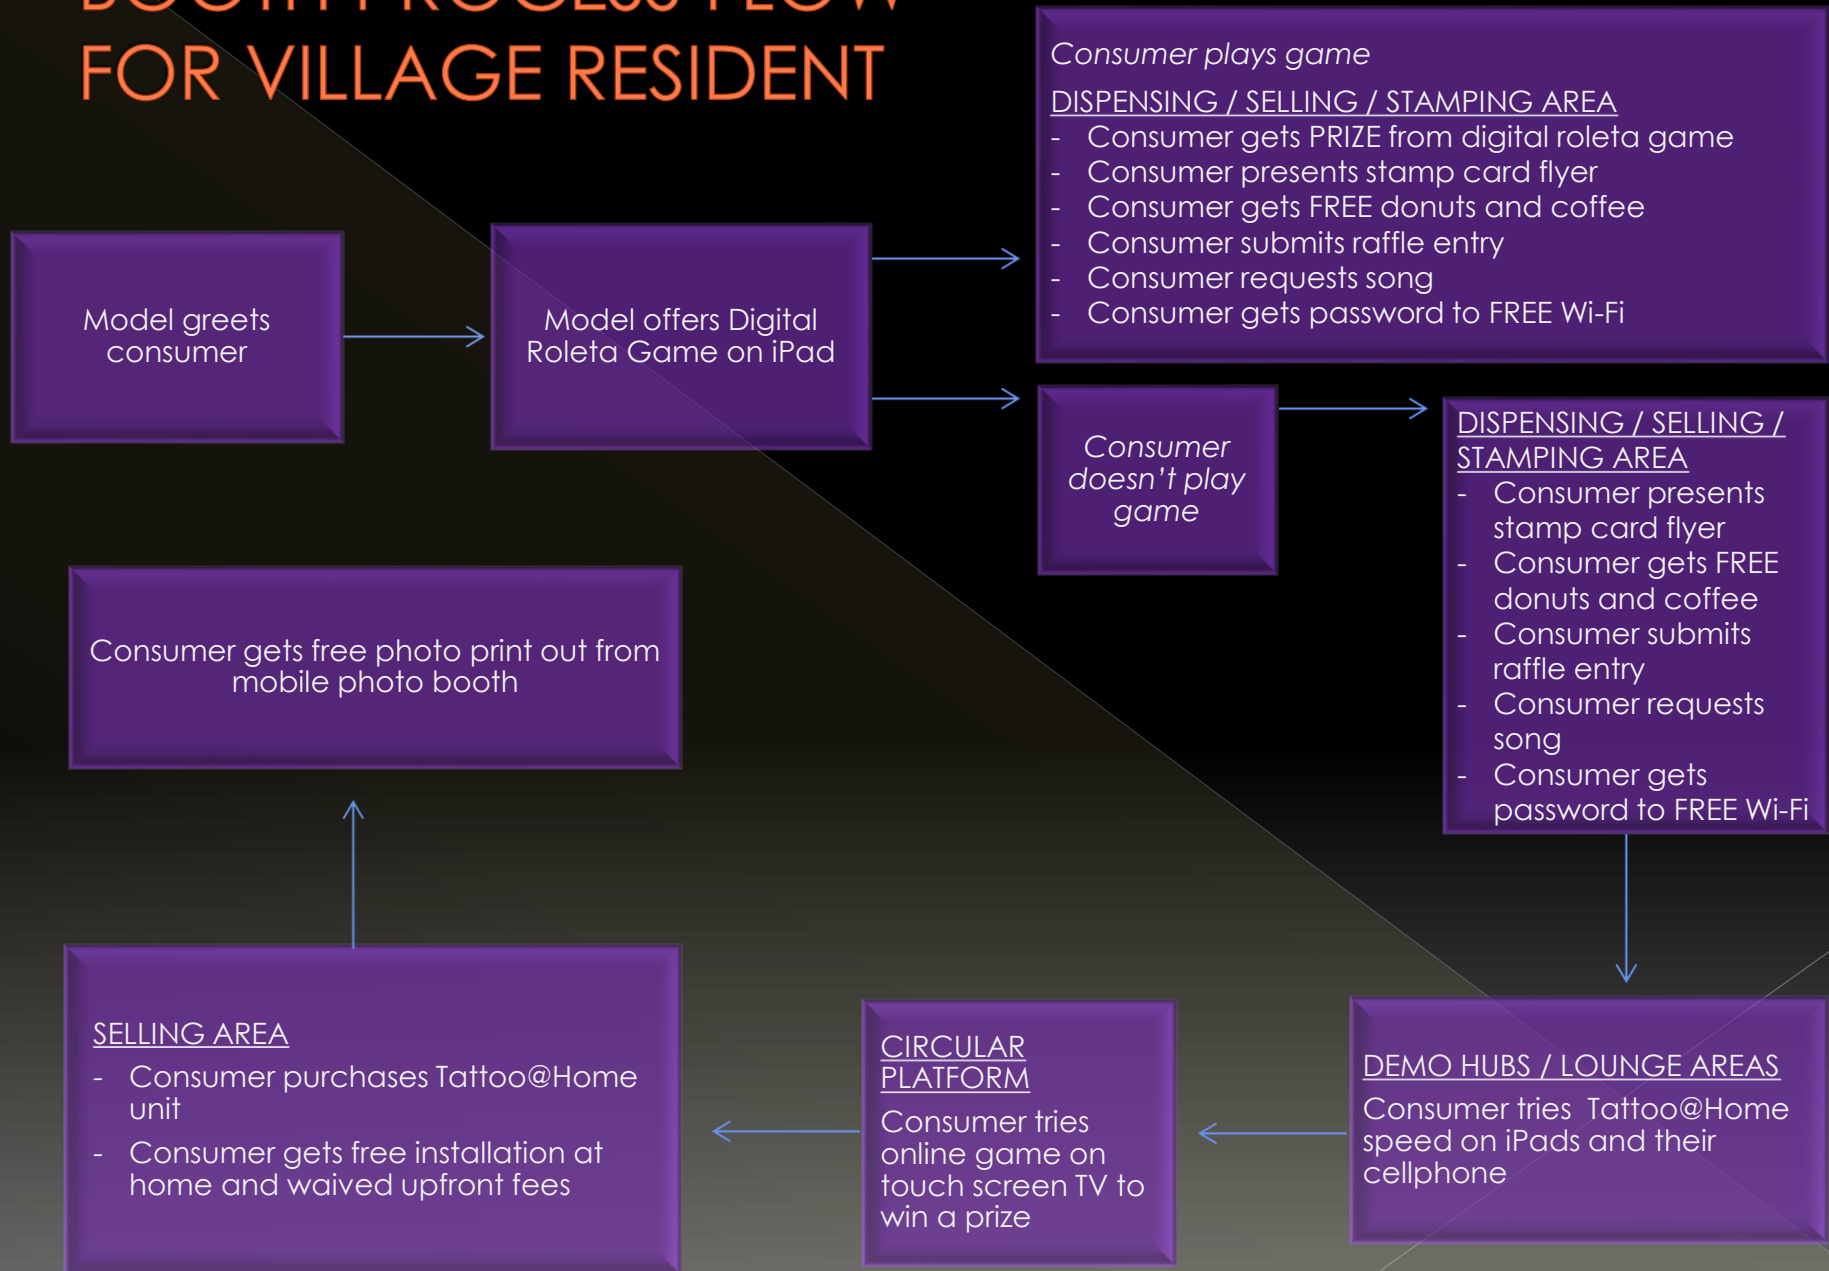 BOOTH PROCESS FLOW
FOR VILLAGE RESIDENT
Model greets
consumer
Model offers Digital
Roleta Game on iPad
Consumer plays game
DISPENSING / SELLING / STAMPING AREA
- Consumer gets PRIZE from digital roleta game
- Consumer presents stamp card flyer
- Consumer gets FREE donuts and coffee
- Consumer submits raffle entry
- Consumer requests song
- Consumer gets password to FREE Wi-Fi
Consumer
doesn't play
game
DISPENSING / SELLING /
STAMPING AREA
- Consumer presents
stamp card flyer
- Consumer gets FREE
donuts and coffee
- Consumer submits
raffle entry
- Consumer requests
song
- Consumer gets
password to FREE Wi-Fi
DEMO HUBS / LOUNGE AREAS
Consumer tries Tattoo@Home
speed on iPads and their
cellphone
CIRCULAR
PLATFORM
Consumer tries
online game on
touch screen TV to
win a prize
SELLING AREA
- Consumer purchases Tattoo@Home
unit
- Consumer gets free installation at
home and waived upfront fees
Consumer gets free photo print out from
mobile photo booth